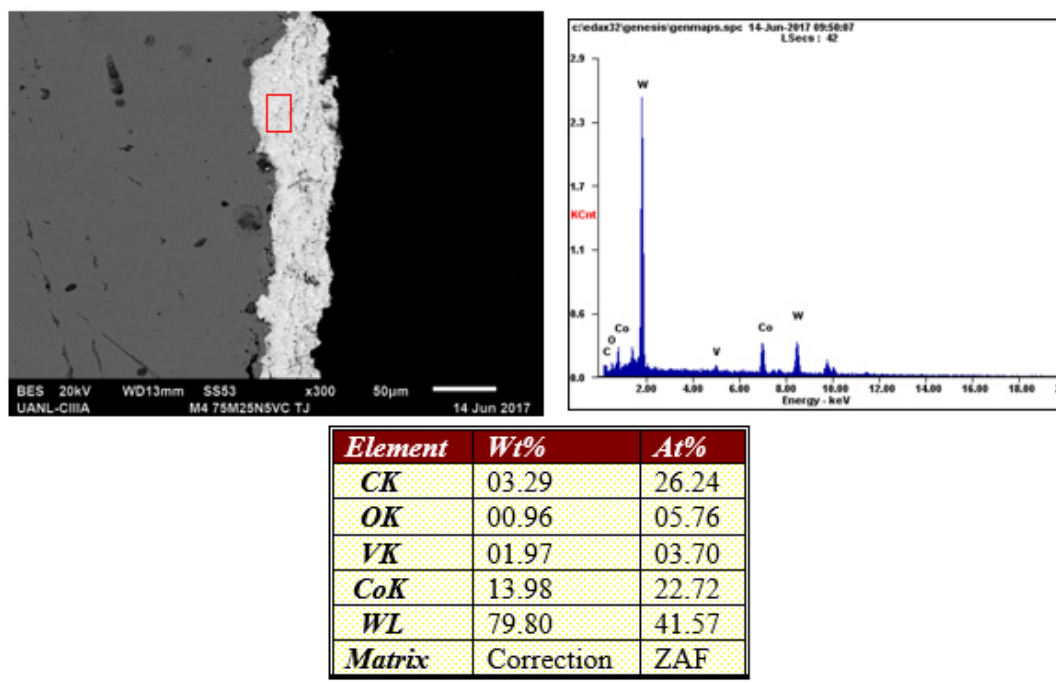 BES 20kV WD13mm SS53 x300 50µm
UANL-CIIIA M4 75M25N5VC TJ 14 Jun 2017
c:\edax32\genesis\genmaps.spc 14-Jun-2017 09:50:07
LSecs : 42
2.9
W
2.3
1.7
KCnt
1.1
0.6
C
O
Co
V
Co
W
0.0
2.00 4.00 6.00 8.00 10.00 12.00 14.00 16.00 18.00
Energy - keV
Element Wt% At%
CK 03.29 26.24
OK 00.96 05.76
VK 01.97 03.70
CoK 13.98 22.72
WL 79.80 41.57
Matrix Correction ZAF